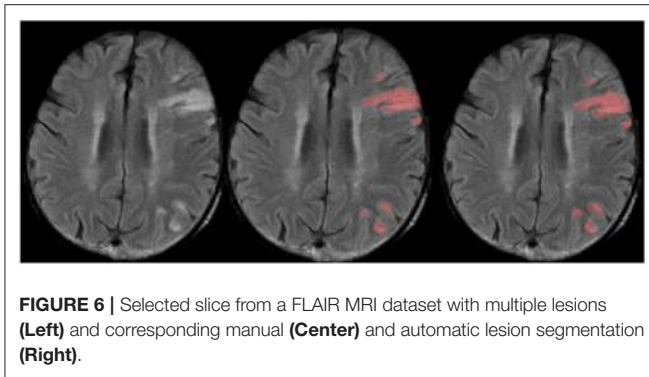 FIGURE 6 | Selected slice from a FLAIR MRI dataset with multiple lesions
(Left) and corresponding manual (Center) and automatic lesion segmentation
(Right).